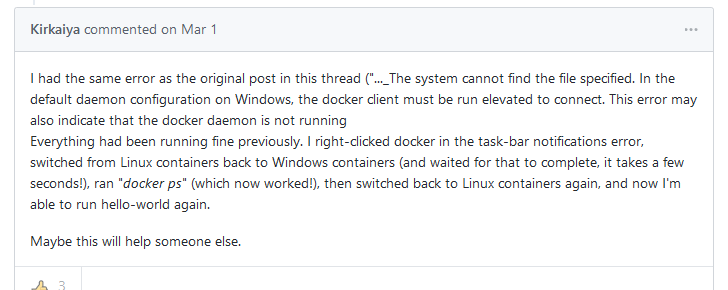 Kirkaiya commented on Mar 1
I had the same error as the original post in this thread ("..._The system cannot find the file specified. In the
default daemon configuration on Windows, the docker client must be run elevated to connect. This error may
also indicate that the docker daemon is not running
Everything had been running fine previously. I right-clicked docker in the task-bar notifications error,
switched from Linux containers back to Windows containers (and waited for that to complete, it takes a few
seconds!), ran "docker ps" (which now worked!), then switched back to Linux containers again, and now I'm
able to run hello-world again.
Maybe this will help someone else.
3